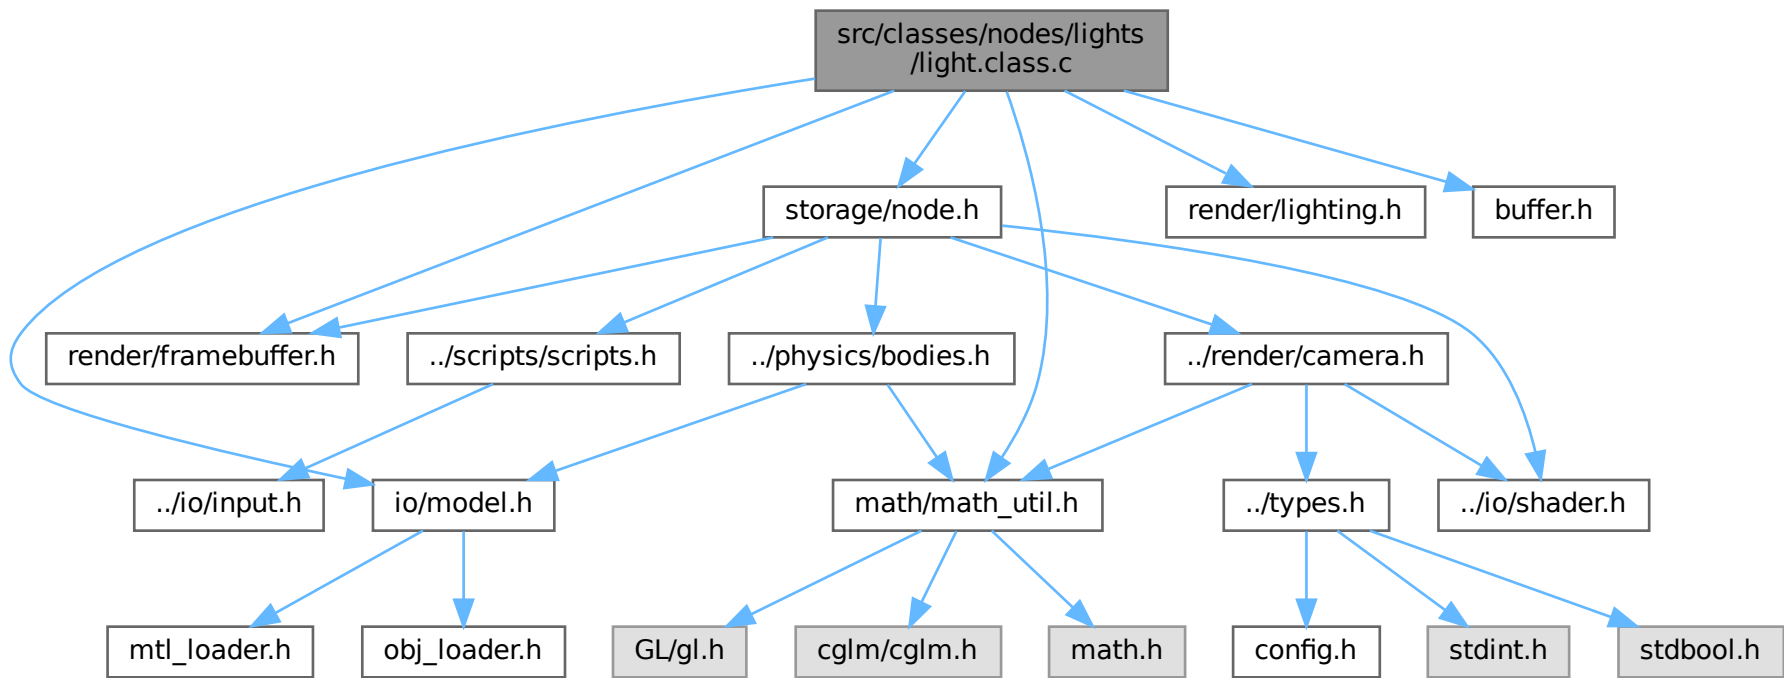 src/classes/nodes/lights
/light.class.c
storage/node.h
render/lighting.h
buffer.h
render/framebuffer.h
../scripts/scripts.h
../physics/bodies.h
../render/camera.h
../io/input.h
io/model.h
math/math_util.h
../types.h
../io/shader.h
mtl_loader.h
obj_loader.h
GL/gl.h
cglm/cglm.h
math.h
config.h
stdint.h
stdbool.h